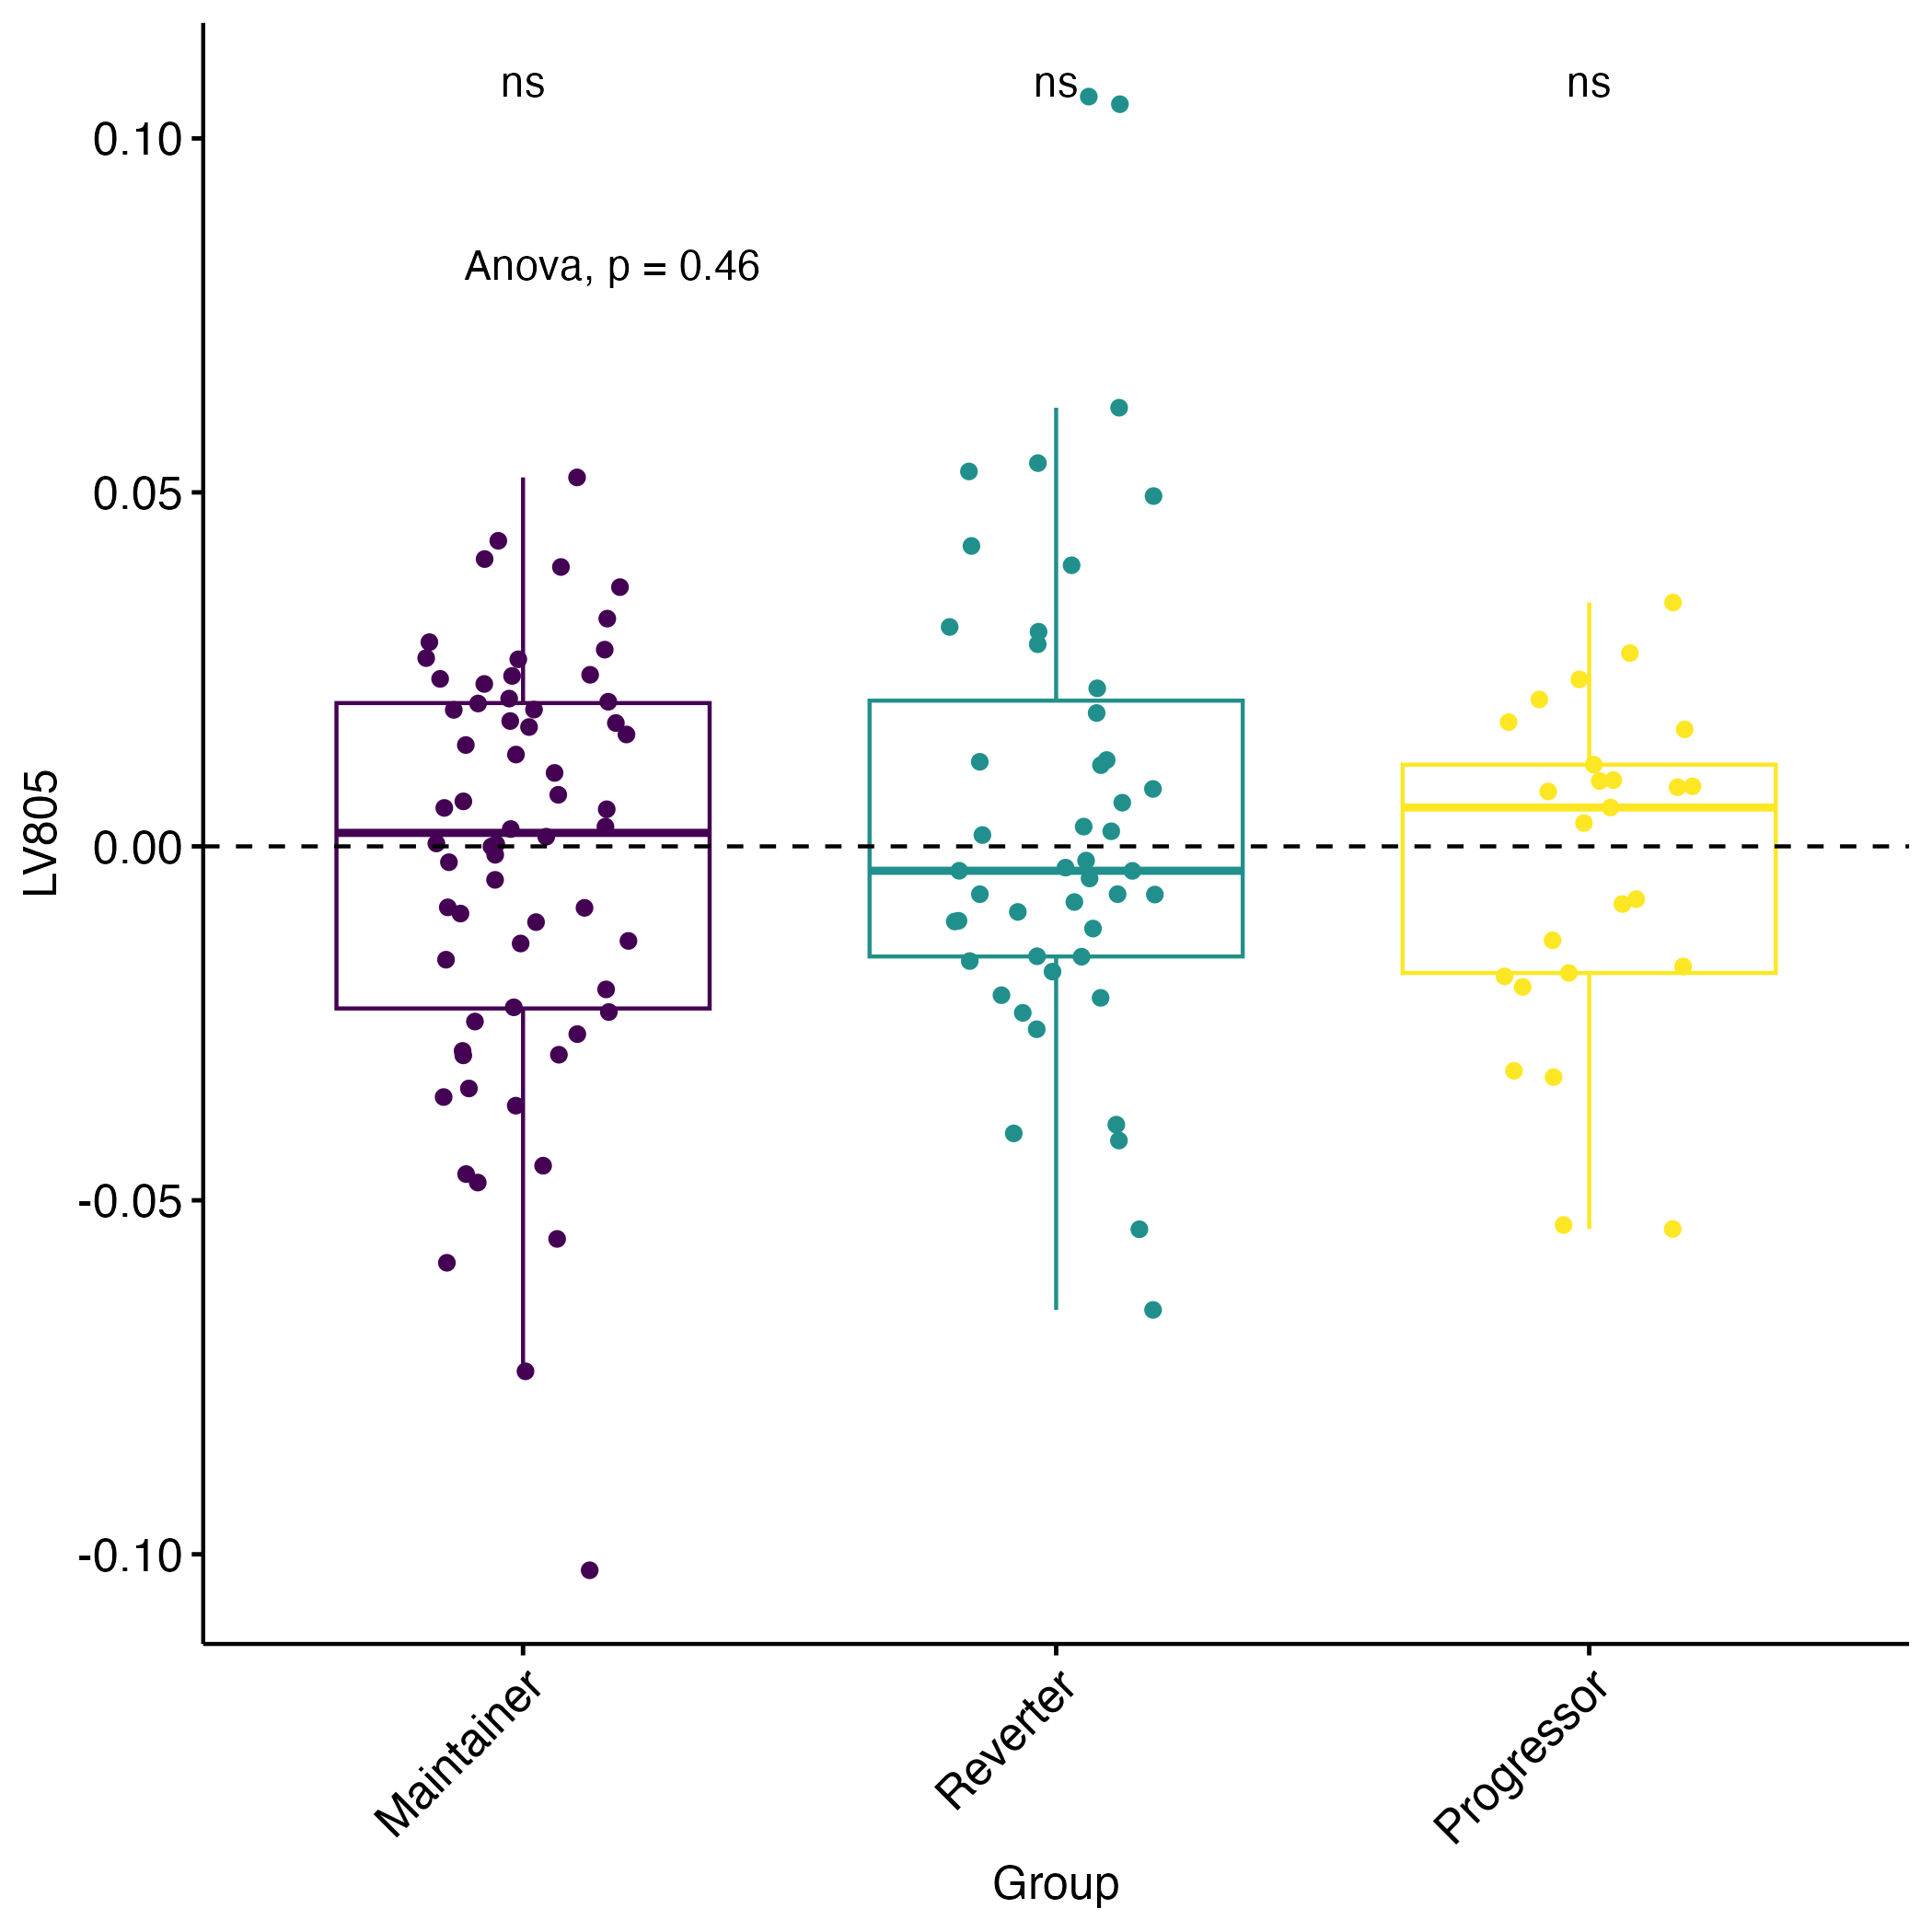 ns ns ns
0.10
Anova, p = 0.46
0.05
0.00
-0.05
-0.10
LV805
Maintainer Reverter Progressor
Group